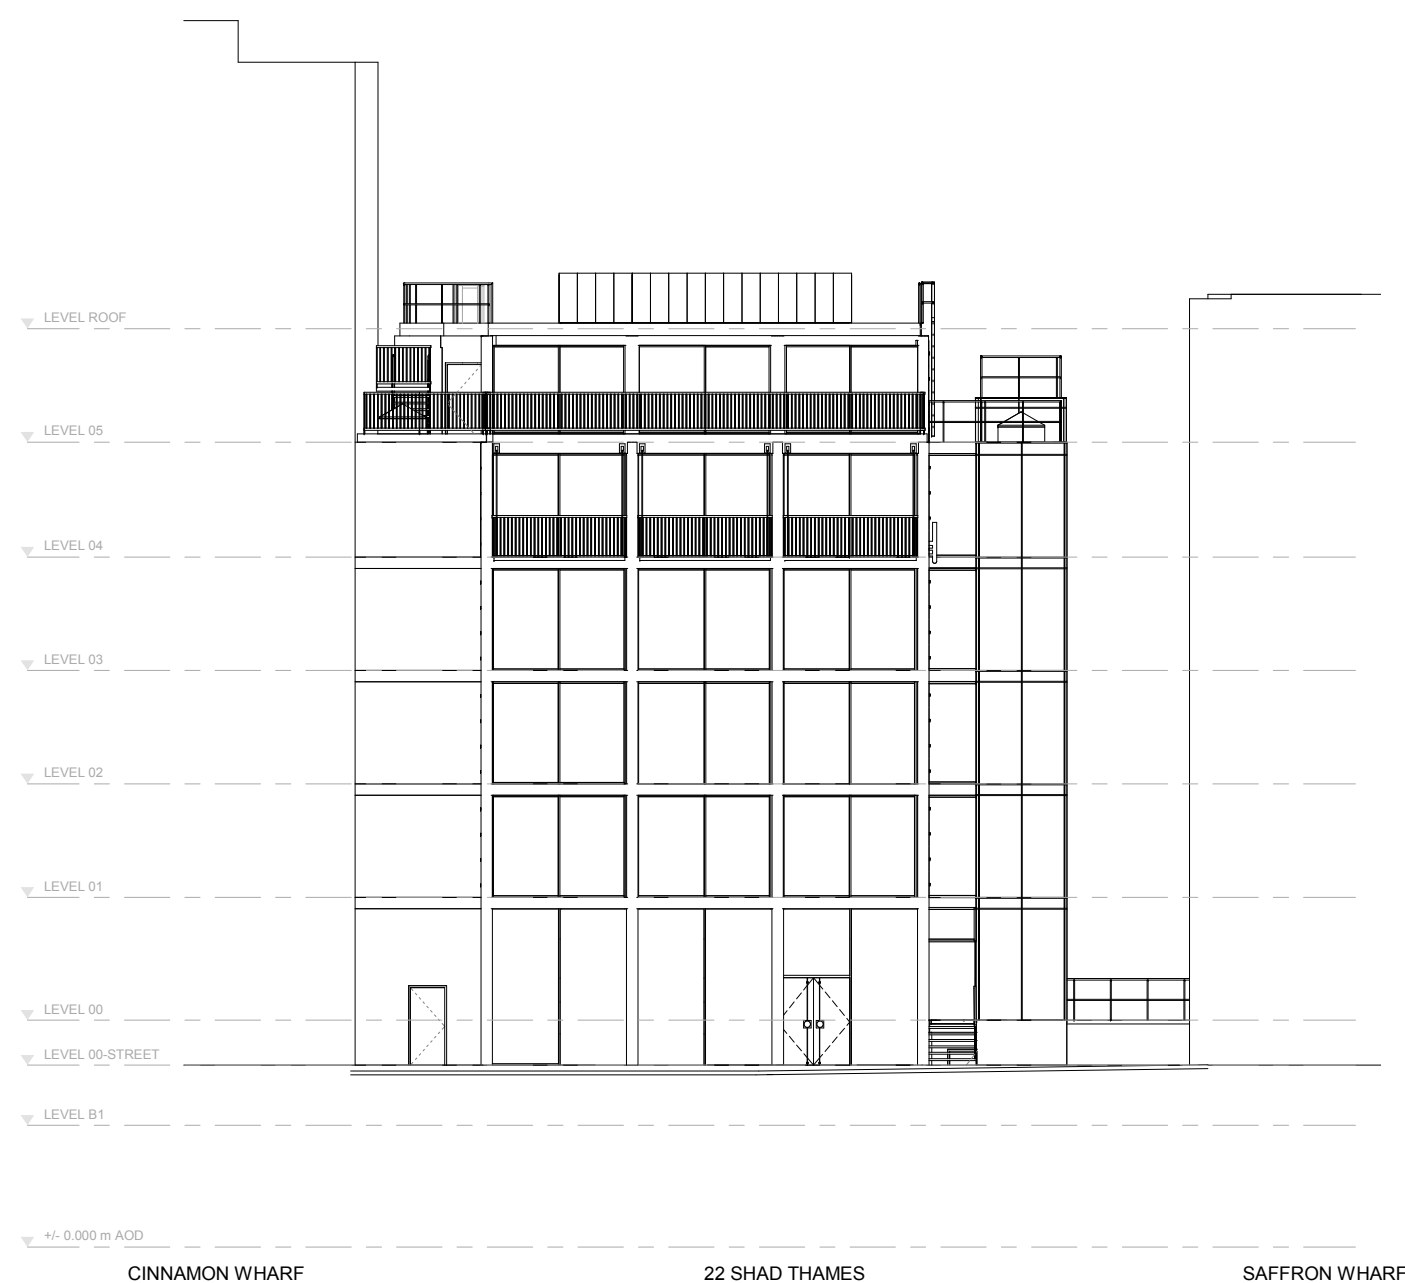 LEVEL ROOF
LEVEL 05
LEVEL 04
LEVEL 03
LEVEL 02
LEVEL 01
LEVEL 00
LEVEL 00-STREET
LEVEL B1
+/- 0.000 m AOD
CINNAMON WHARF 22 SHAD THAMES SAFFRON WHARF